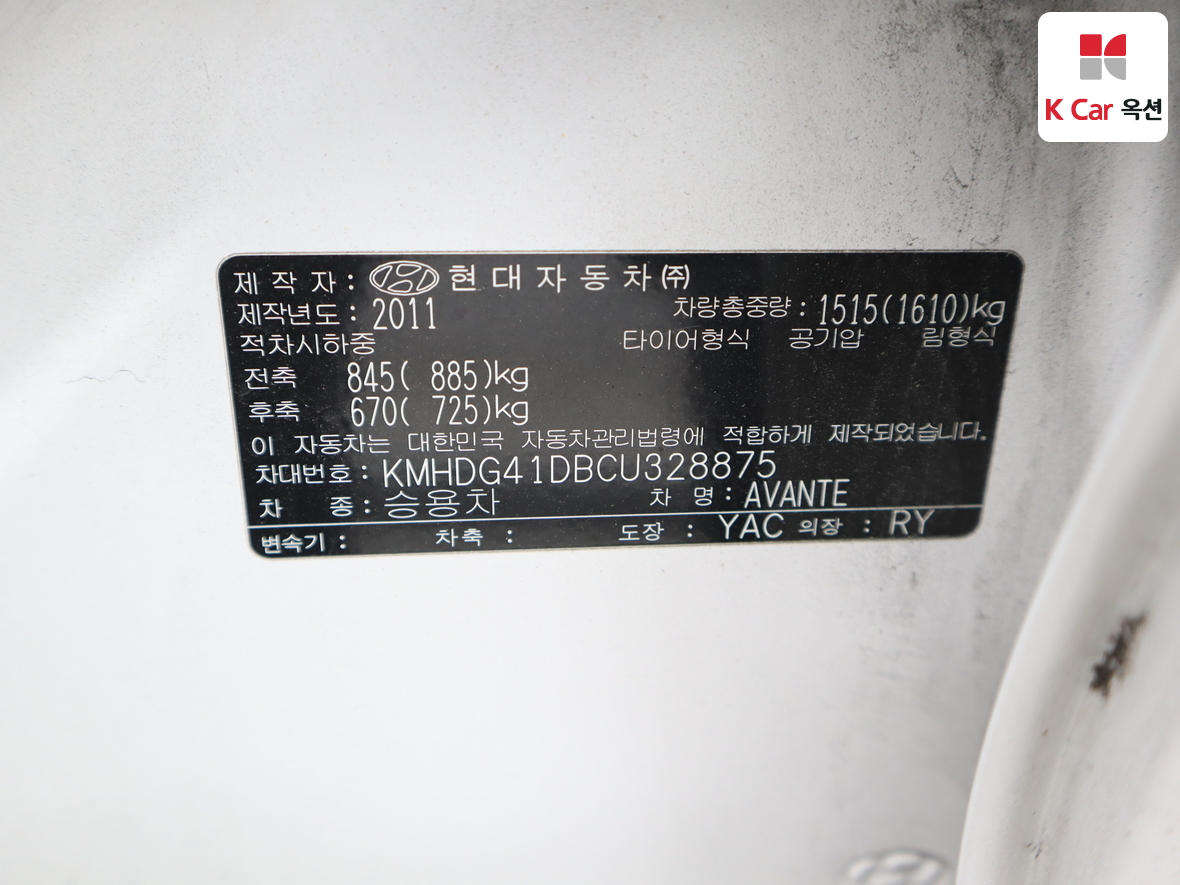 K Car 옥션
제 작 자 : 현 대 자 동 차 ㈜
제작년도 : 2011 차량총중량 : 1515(1610)kg
적차시하중 타이어형식 공기압 림형식
전축 845( 885)kg
후축 670( 725)kg
이 자동차는 대한민국 자동차관리법령에 적합하게 제작되었습니다.
차대번호 : KMHDG41DBCU328875
차 종 : 승용차 차 명 : AVANTE
변속기 : 차축 : 도장 : YAC 의장 : RY